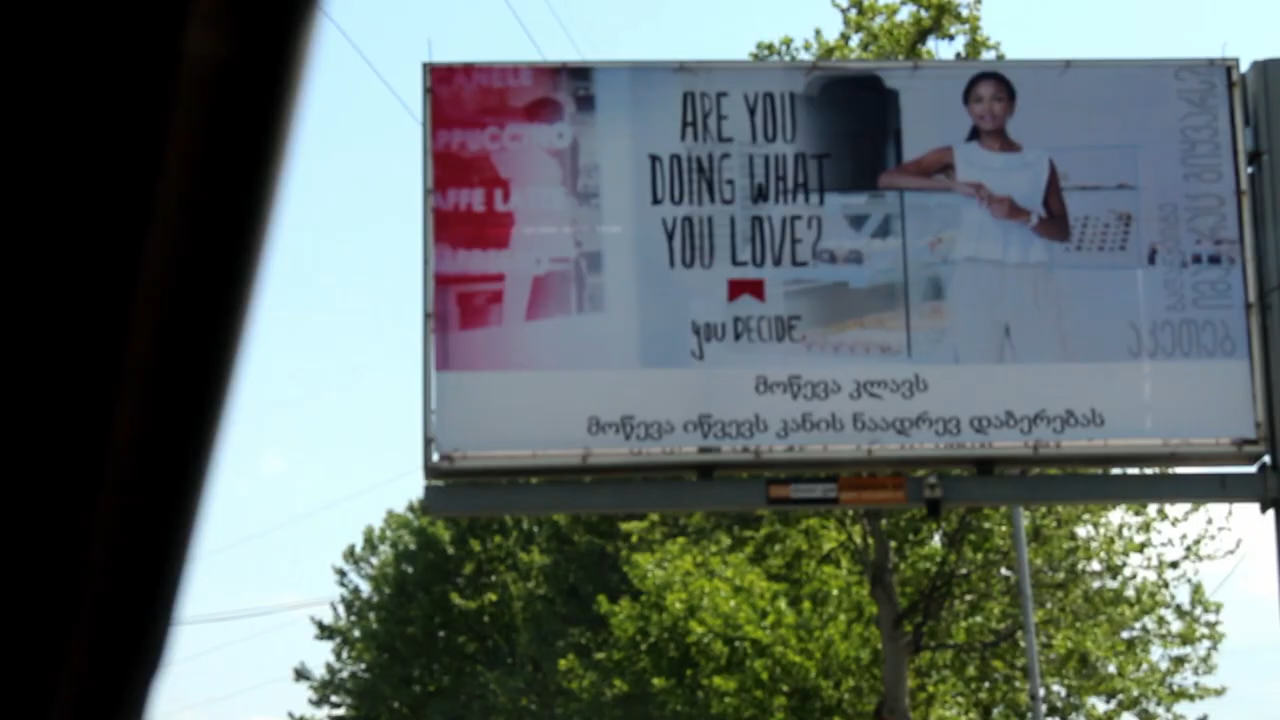 ARE YOU
DOING WHAT
YOU LOVE?
you DECIDE.
მოწევა კლავს
მოწევა იწვევს კანის ნაადრევ დაბერებას